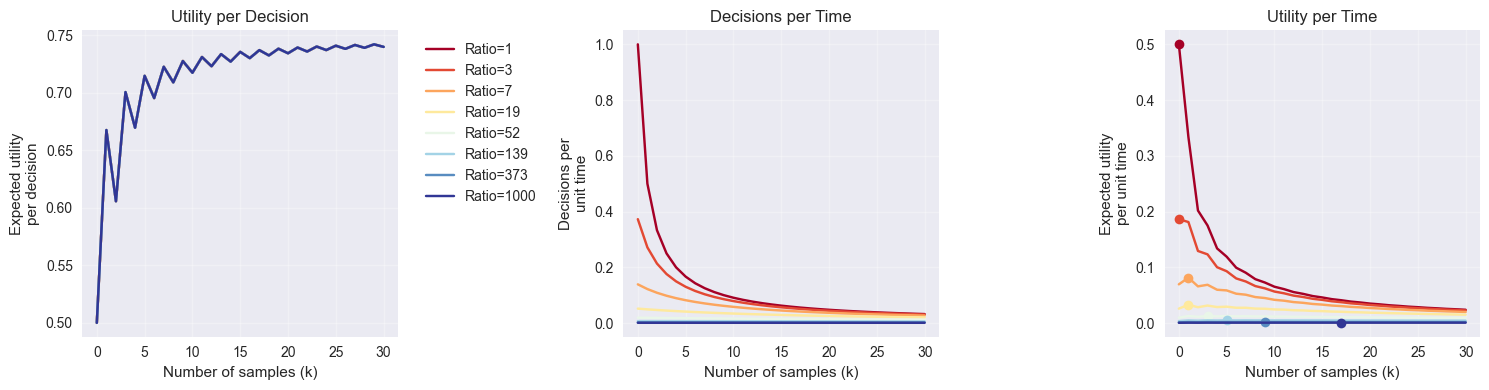 Utility per Decision
Expected utility
per decision
0.75
0.70
0.65
0.60
0.55
0.50
0
5
10
15
20
25
30
Number of samples (k)
Ratio=1
Ratio=3
Ratio=7
Ratio=19
Ratio=52
Ratio=139
Ratio=373
Ratio=1000
Decisions per Time
Decisions per
unit time
1.0
0.8
0.6
0.4
0.2
0.0
0
5
10
15
20
25
30
Number of samples (k)
Utility per Time
Expected utility
per unit time
0.5
0.4
0.3
0.2
0.1
0.0
0
5
10
15
20
25
30
Number of samples (k)